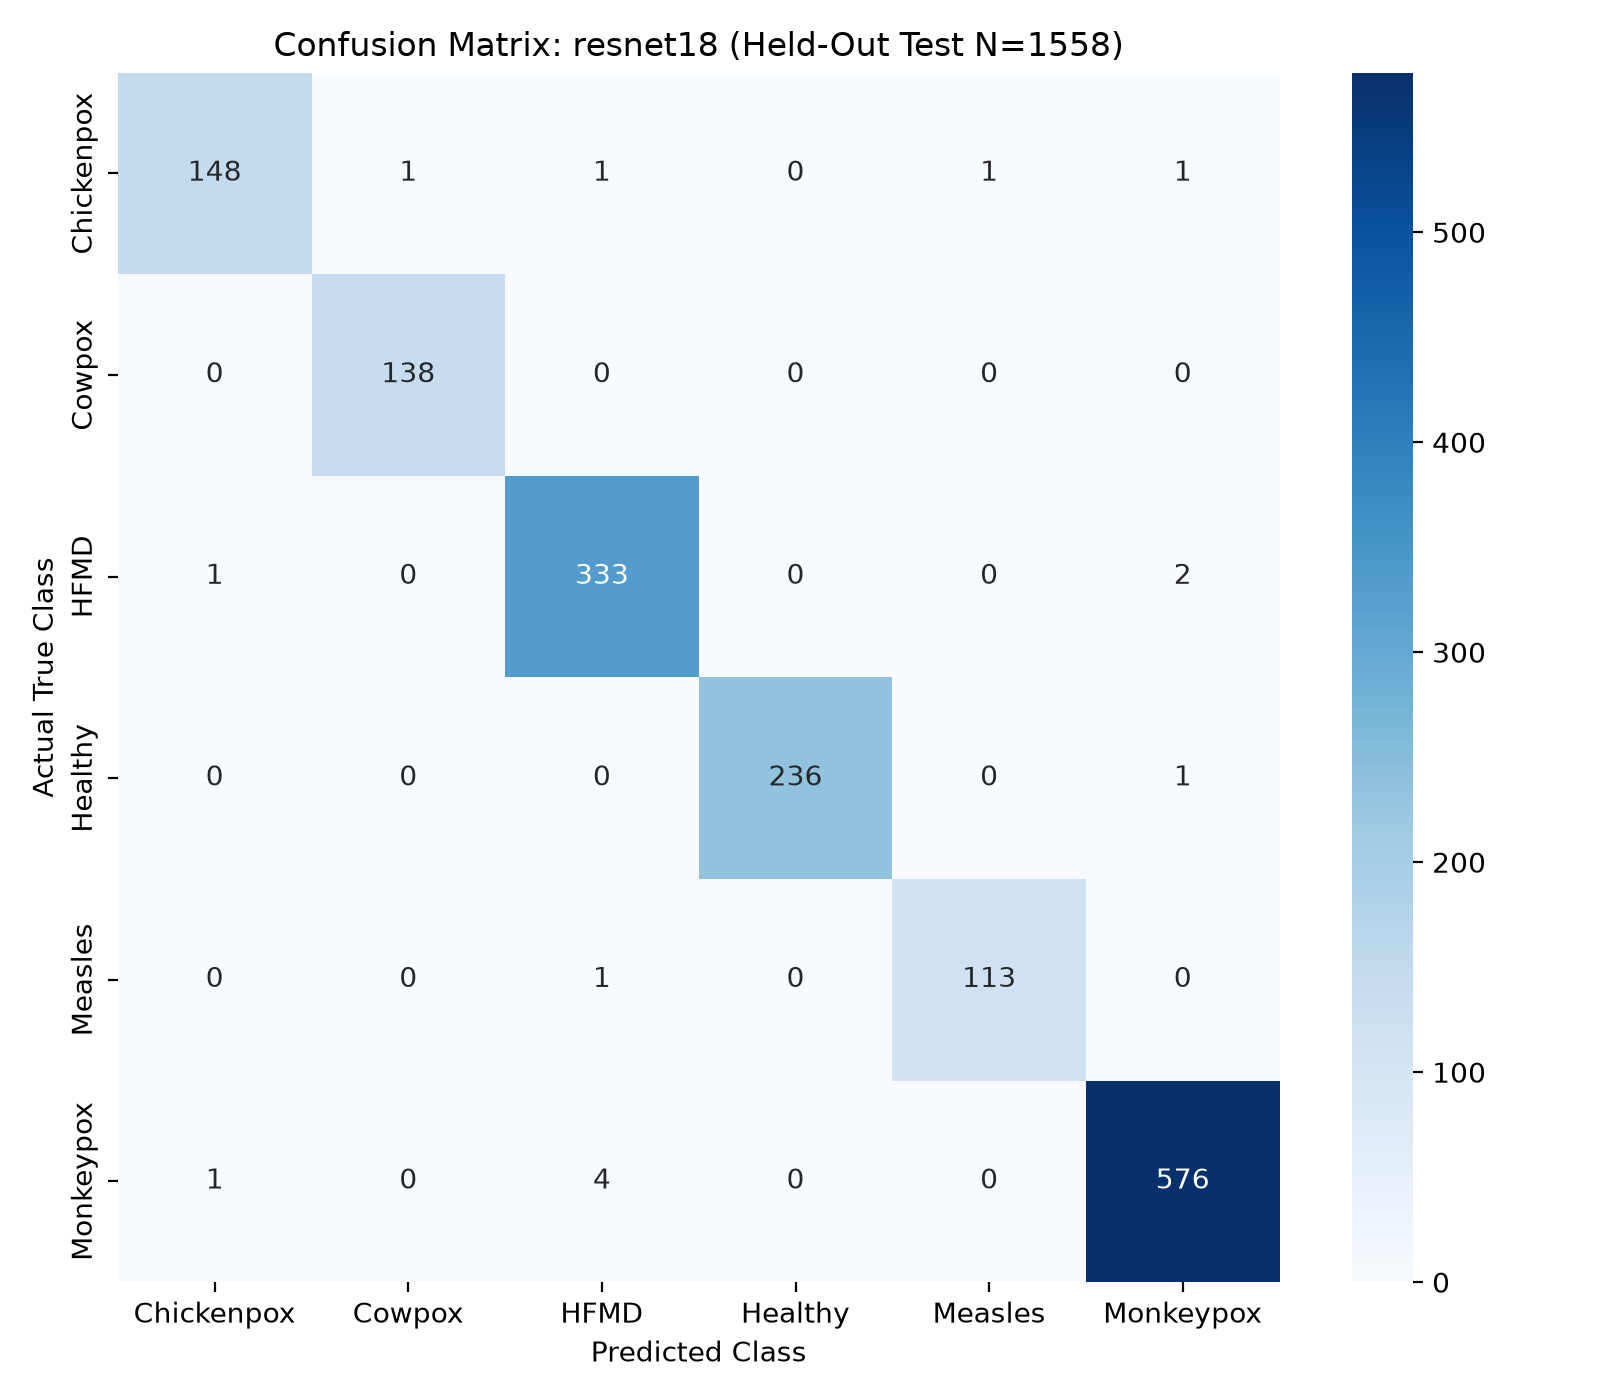 Confusion Matrix: resnet18 (Held-Out Test N=1558)
Actual True Class
Chickenpox 148 1 1 0 1 1
Cowpox 0 138 0 0 0 0
HFMD 1 0 333 0 0 2
Healthy 0 0 0 236 0 1
Measles 0 0 1 0 113 0
Monkeypox 1 0 4 0 0 576
Chickenpox Cowpox HFMD Healthy Measles Monkeypox
Predicted Class
500
400
300
200
100
0